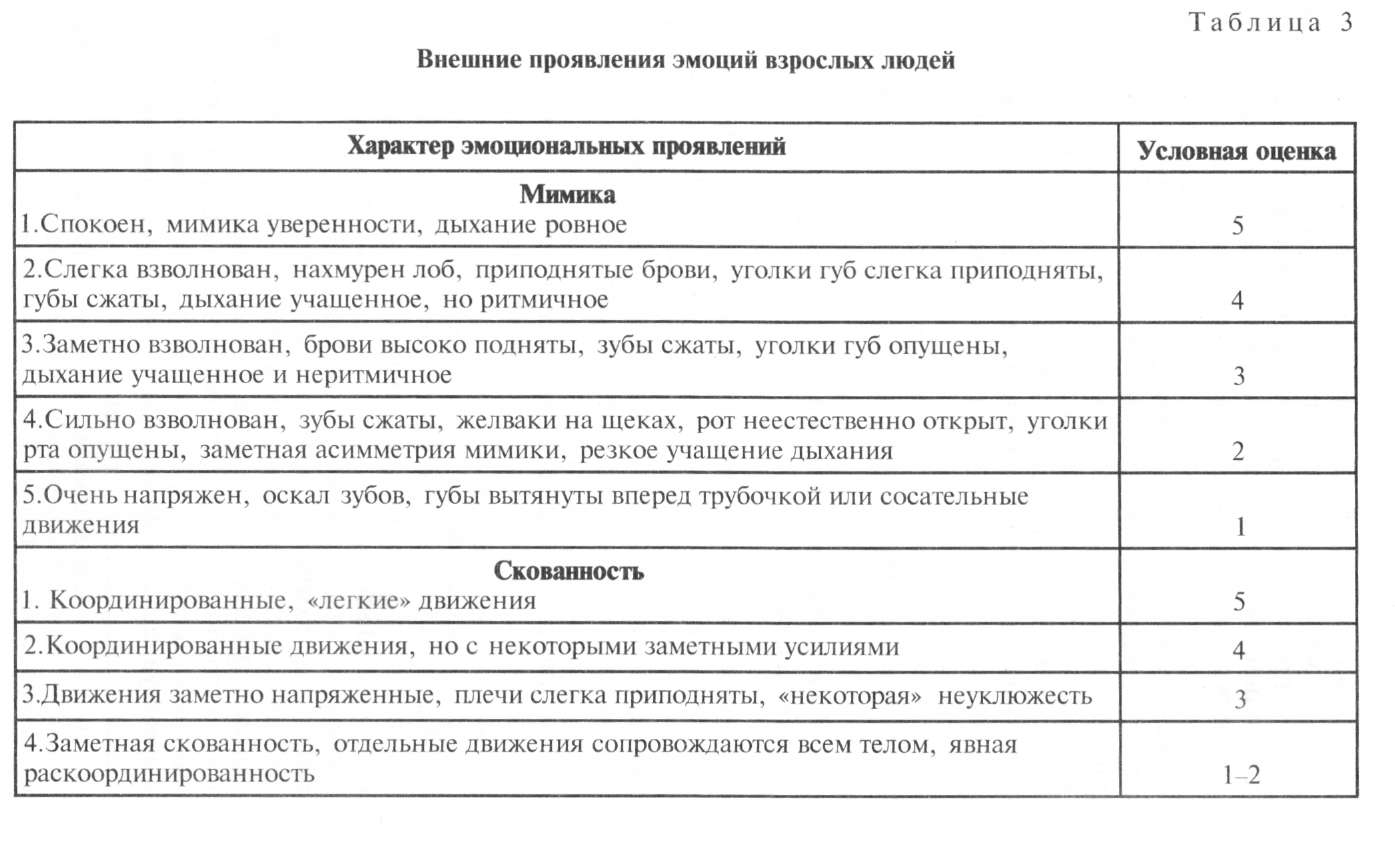 Таблица 3
Внешние проявления эмоций взрослых людей
Характер эмоциональных проявлений
Условная оценка
Мимика
1.Спокоен, мимика уверенности, дыхание ровное
5
2.Слегка взволнован, нахмурен лоб, приподнятые брови, уголки губ слегка приподняты,
губы сжаты, дыхание учащенное, но ритмичное
4
3.Заметно взволнован, брови высоко подняты, зубы сжаты, уголки губ опущены,
дыхание учащенное и неритмичное
3
4.Сильно взволнован, зубы сжаты, желваки на щеках, рот неестественно открыт, уголки
рта опущены, заметная асимметрия мимики, резкое учащение дыхания
2
5.Очень напряжен, оскал зубов, губы вытянуты вперед трубочкой или сосательные
движения
1
Скованность
1. Координированные, «легкие» движения
5
2.Координированные движения, но с некоторыми заметными усилиями
4
3.Движения заметно напряженные, плечи слегка приподняты, «некоторая» неуклюжесть
3
4.Заметная скованность, отдельные движения сопровождаются всем телом, явная
раскоординированность
1–2